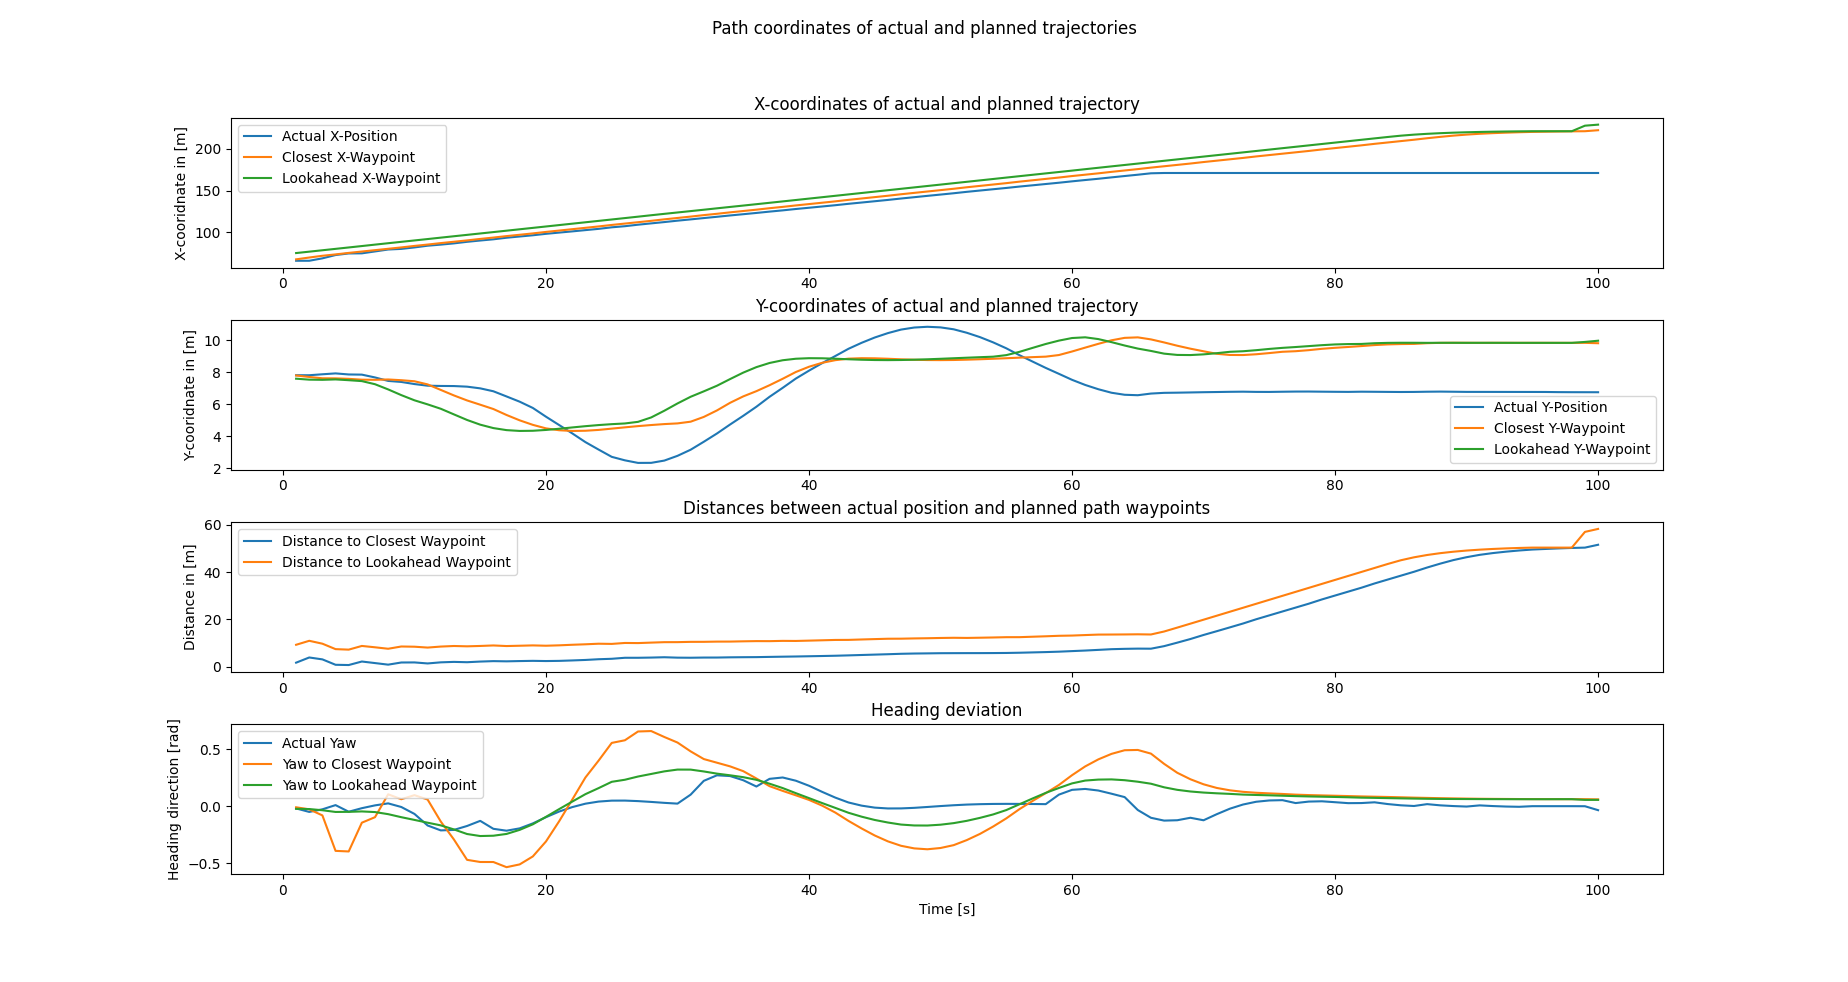 Path coordinates of actual and planned trajectories
X-coordinates of actual and planned trajectory
X-cooridnate in [m]
200
150
100
Actual X-Position
Closest X-Waypoint
Lookahead X-Waypoint
0 20 40 60 80 100
Y-coordinates of actual and planned trajectory
Y-cooridnate in [m]
10
8
6
4
2
Actual Y-Position
Closest Y-Waypoint
Lookahead Y-Waypoint
0 20 40 60 80 100
Distances between actual position and planned path waypoints
Distance in [m]
60
40
20
0
Distance to Closest Waypoint
Distance to Lookahead Waypoint
0 20 40 60 80 100
Heading deviation
Heading direction [rad]
0.5
0.0
−0.5
Actual Yaw
Yaw to Closest Waypoint
Yaw to Lookahead Waypoint
0 20 40 60 80 100
Time [s]